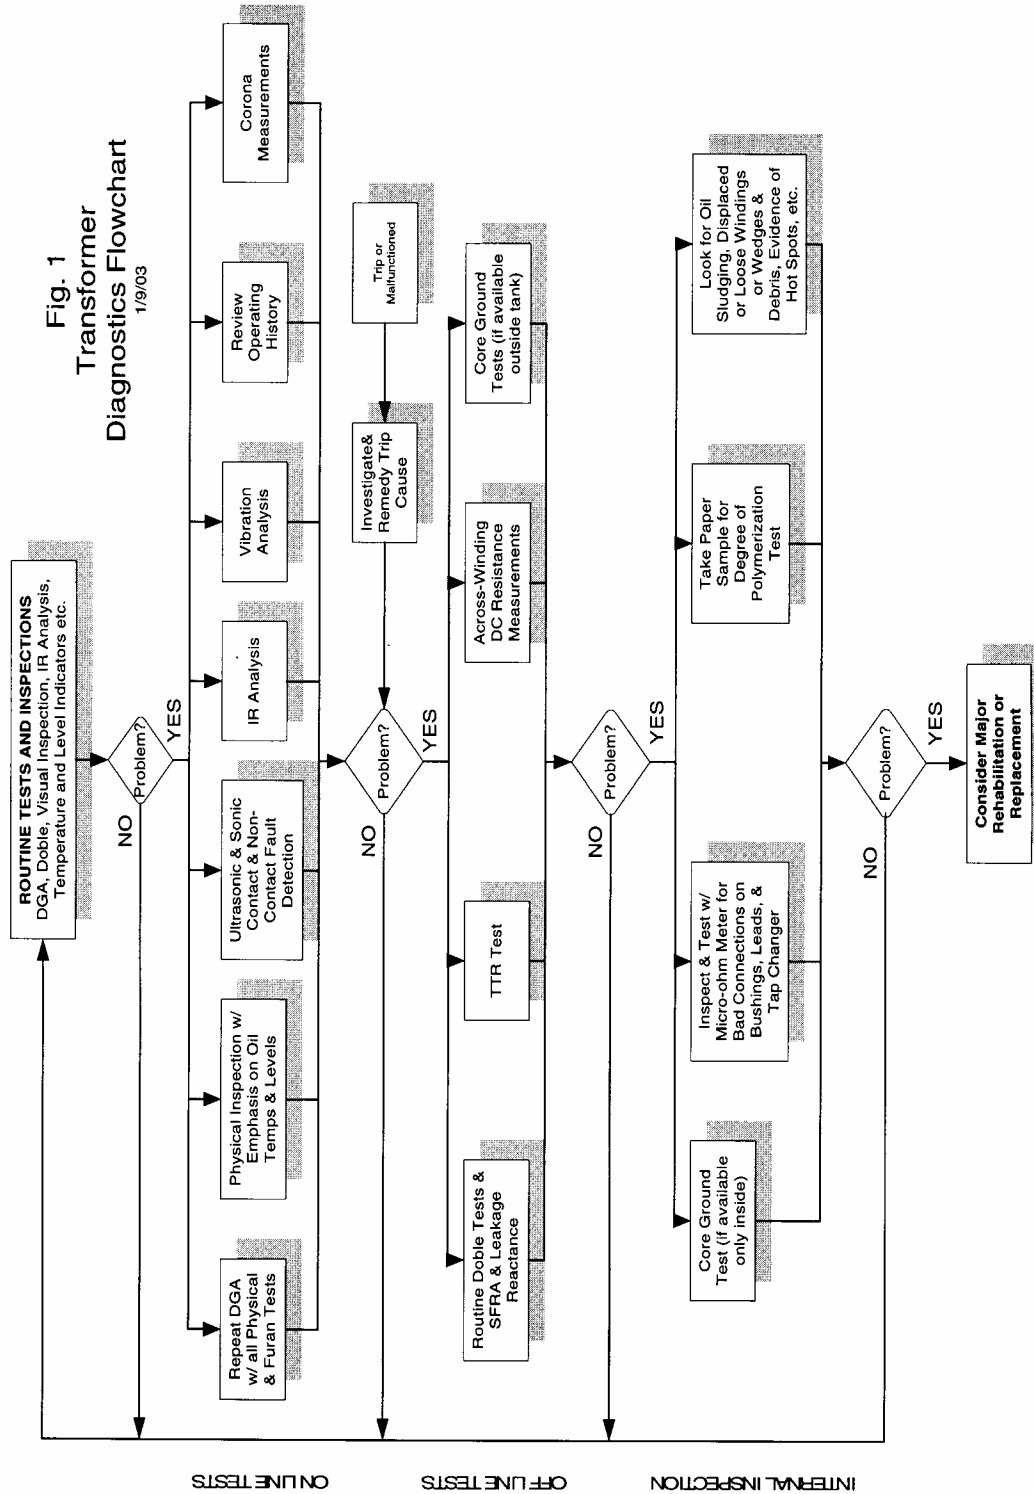 Fig. 1
Transformer
Diagnostics Flowchart
1/9/03
ROUTINE TESTS AND INSPECTIONS
DGA, Doble, Visual Inspection, IR Analysis,
Temperature and Level Indicators etc.
Problem?
NO
YES
ON LINE TESTS
Repeat DGA
w/ all Physical
& Furan Tests
Physical Inspection w/
Emphasis on Oil
Temps & Levels
Ultrasonic & Sonic
Contact & Non-
Contact Fault
Detection
IR Analysis
Vibration
Analysis
Review
Operating
History
Corona
Measurements
Problem?
NO
YES
Investigate&
Remedy Trip
Cause
Trip or
Malfunctioned
OFF LINE TESTS
Routine Doble Tests &
SFRA & Leakage
Reactance
TTR Test
Across-Winding
DC Resistance
Measurements
Core Ground
Tests (if available
outside tank)
Problem?
NO
YES
INTERNAL INSPECTION
Core Ground
Test (if available
only inside)
Inspect & Test w/
Micro-ohm Meter for
Bad Connections on
Bushings, Leads, &
Tap Changer
Take Paper
Sample for
Degree of
Polymerization
Test
Look for Oil
Sludging, Displaced
or Loose Windings
or Wedges &
Debris, Evidence of
Hot Spots, etc.
Problem?
NO
YES
Consider Major
Rehabilitation or
Replacement